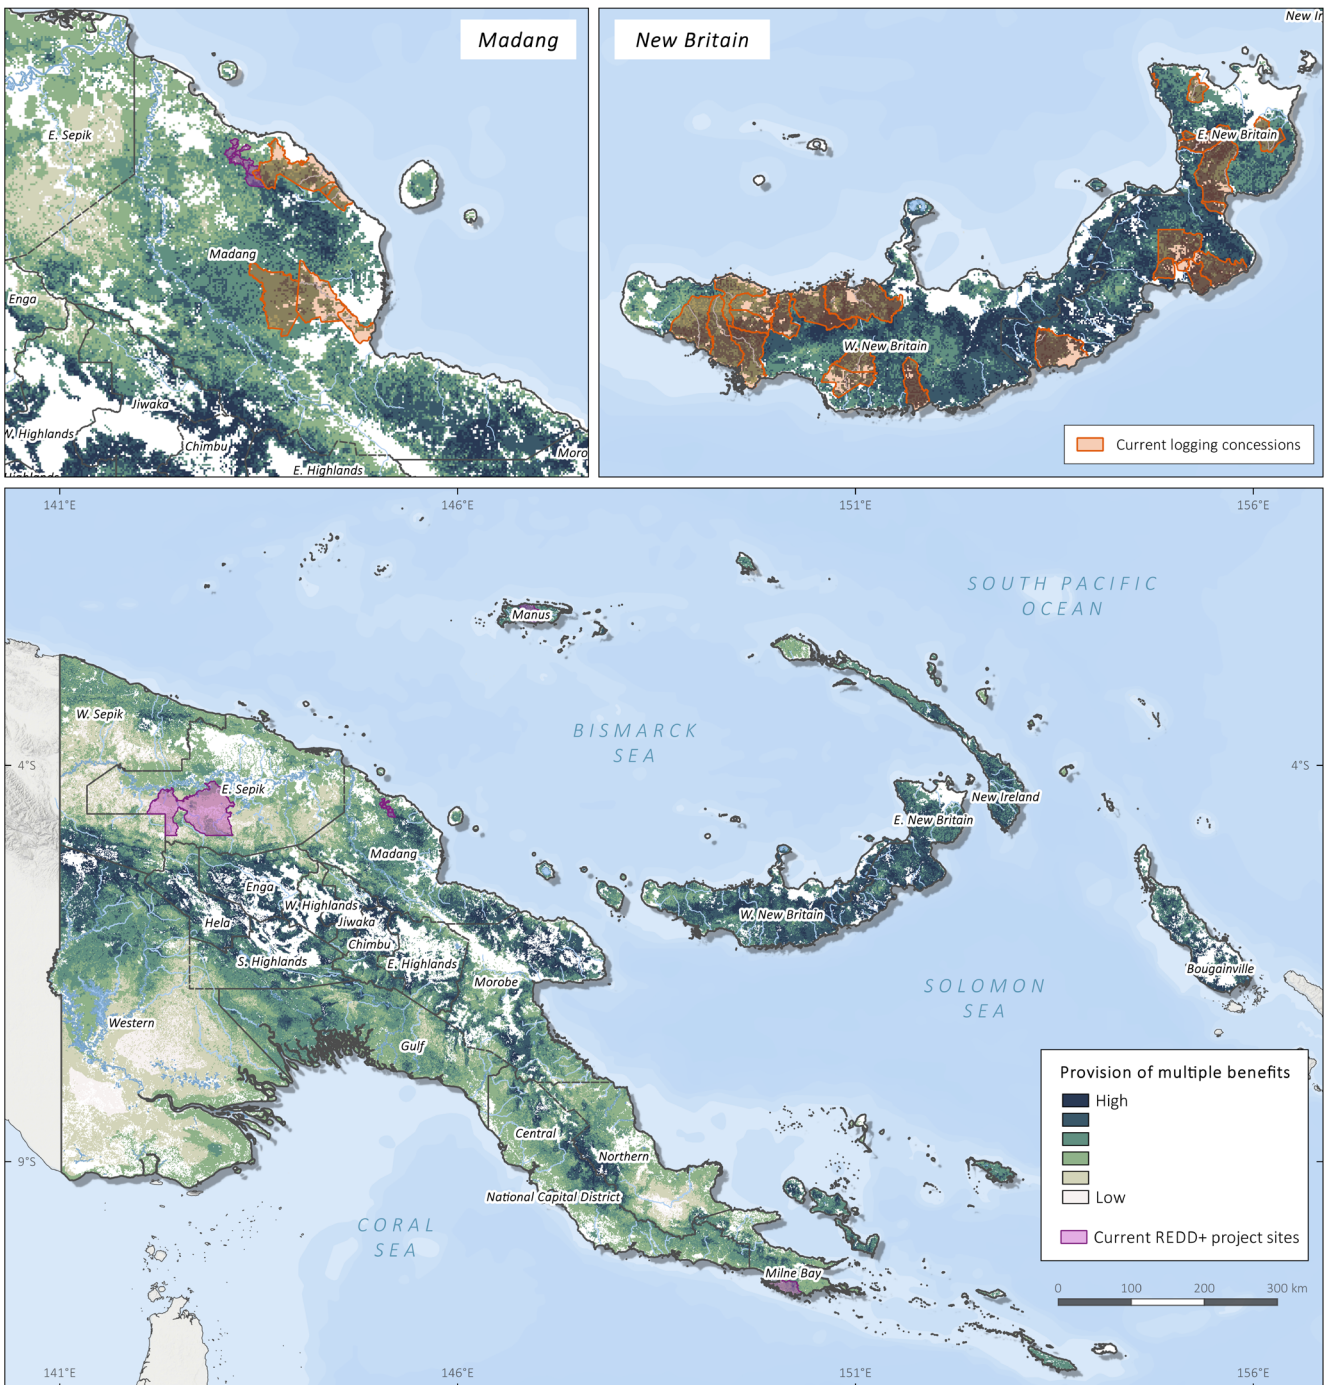 Madang
E. Sepik
Madang
Enga
Jiwaka
W. Highlands
Chimbu
E. Highlands
Moro
Highlands
New Britain
New Ir
E. New Britain
W. New Britain
Current logging concessions
141°E
146°E
151°E
156°E
SOUTH PACIFIC
OCEAN
Manus
W. Sepik
BISMARCK
SEA
4°S
4°S
E. Sepik
New Ireland
E. New Britain
Madang
Enga
W. Highlands
Hela
Jiwaka
W. New Britain
Chimbu
S. Highlands
E. Highlands
Bougainville
Morobe
SOLOMON
SEA
Western
Gulf
Provision of multiple benefits
High
Low
Current REDD+ project sites
Central
Northern
9°S
National Capital District
CORAL
SEA
Milne Bay
0 100 200 300 km
141°E
146°E
151°E
156°E